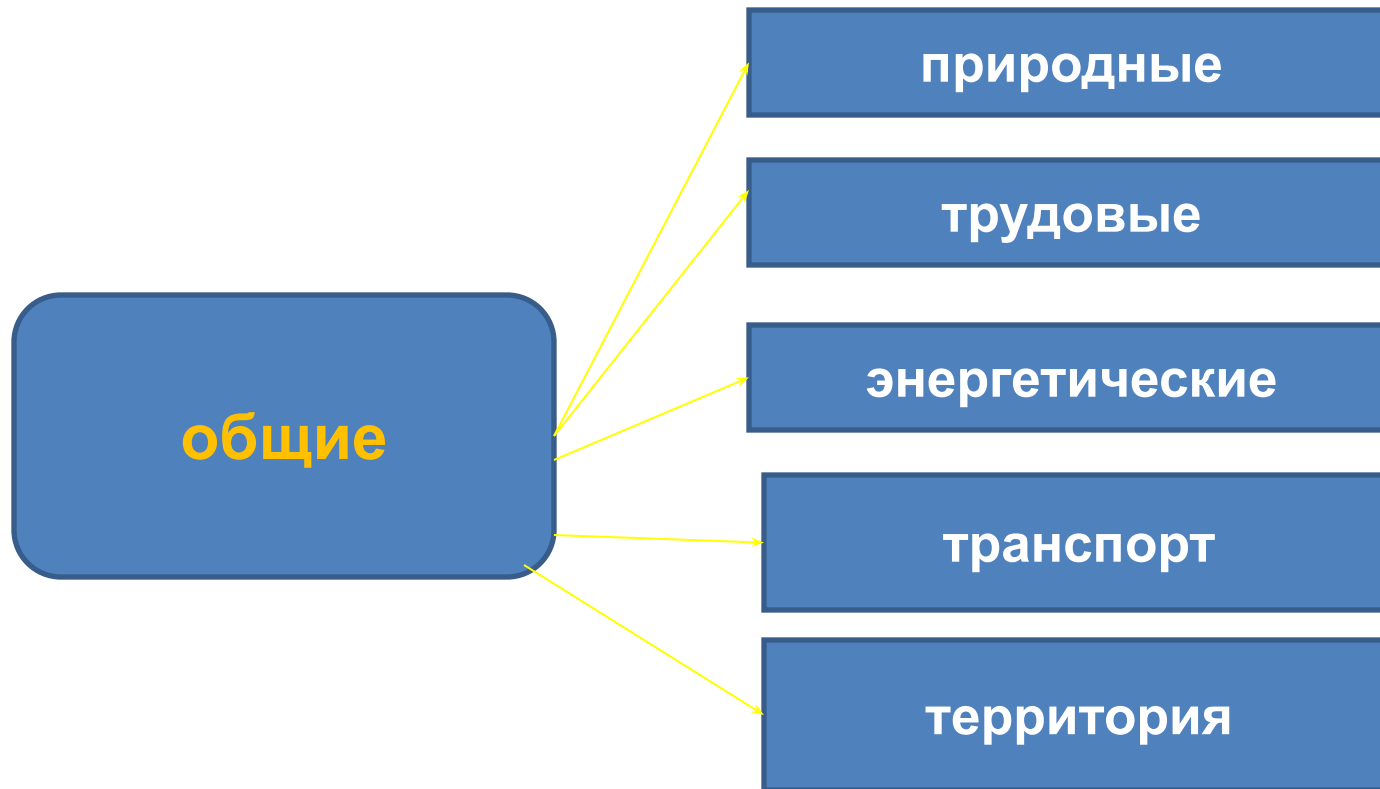 природные
трудовые
энергетические
общие
транспорт
территория